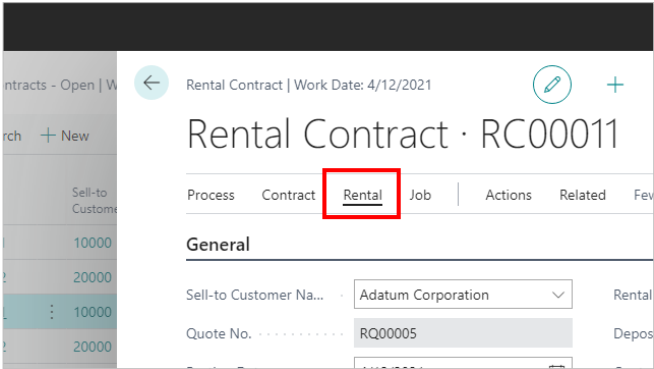 ntracts - Open | W
Rental Contract | Work Date: 4/12/2021
rch + New
Rental Contract · RC00011
Process Contract Rental Job Actions Related Few
Sell-to
Custome
General
10000
20000
Sell-to Customer Na... Adatum Corporation Rental
10000
Quote No. RQ00005 Depos
20000